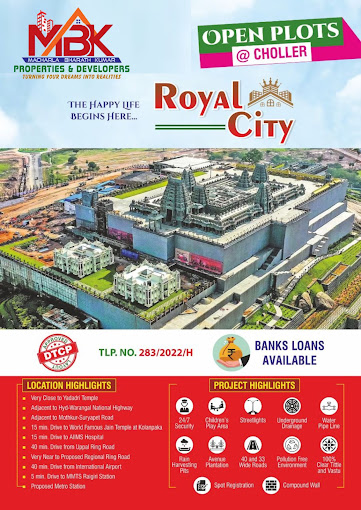 MBK
MACHARLA BHARATH KUMAR
PROPERTIES & DEVELOPERS
TURNING YOUR DREAMS INTO REALITIES
OPEN PLOTS
@ CHOLLER
THE HAPPY LIFE
BEGINS HERE...
ROYAL
CITY
DTCP
TLP. NO. 283/2022/H
BANKS LOANS
AVAILABLE
LOCATION HIGHLIGHTS
Very Close to Yadadri Temple
Adjacent to Hyd-Warangal National Highway
Adjacent to Mothkur-Suryapet Road
15 min. Drive to World Famous Jain Temple at Kolanpaka
15 min. Drive to AIIMS Hospital
40 min. Drive from Uppal Ring Road
Very Near to Proposed Regional Ring Road
40 min. Drive from International Airport
5 min. Drive to MMTS Raigiri Station
Proposed Metro Station
PROJECT HIGHLIGHTS
24/7
Security
Children's
Play Area
Streetlights
Underground
Drainage
Water
Pipe Line
Rain
Harvesting
Pits
Avenue
Plantation
40 and 33
Wide Roads
Pollution Free
Environment
100%
Clear Tittle
and Vastu
Spot Registration
Compound Wall